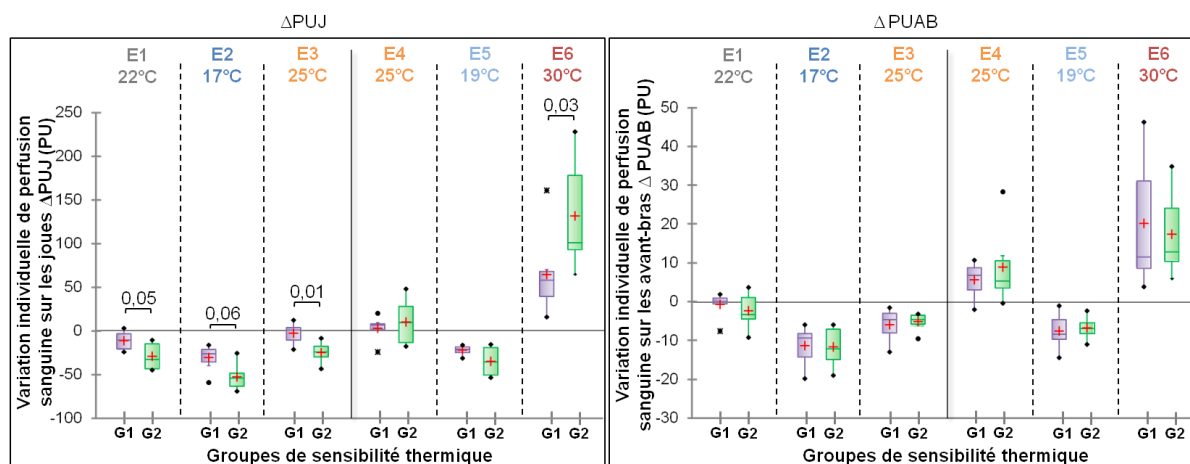 ΔPUJ
E1 E2 E3 E4 E5 E6
22°C 17°C 25°C 25°C 19°C 30°C
Variation individuelle de perfusion
sanguine sur les joues ΔPUJ (PU)
250
200
150
100
50
0
-50
-100
0,05
0,06
0,01
0,03
G1 G2 G1 G2 G1 G2 G1 G2 G1 G2 G1 G2
Groupes de sensibilité thermique
Δ PUAB
E1 E2 E3 E4 E5 E6
22°C 17°C 25°C 25°C 19°C 30°C
Variation individuelle de perfusion
sanguine sur les avant-bras Δ PUAB (PU)
50
40
30
20
10
0
-10
-20
-30
G1 G2 G1 G2 G1 G2 G1 G2 G1 G2 G1 G2
Groupes de sensibilité thermique